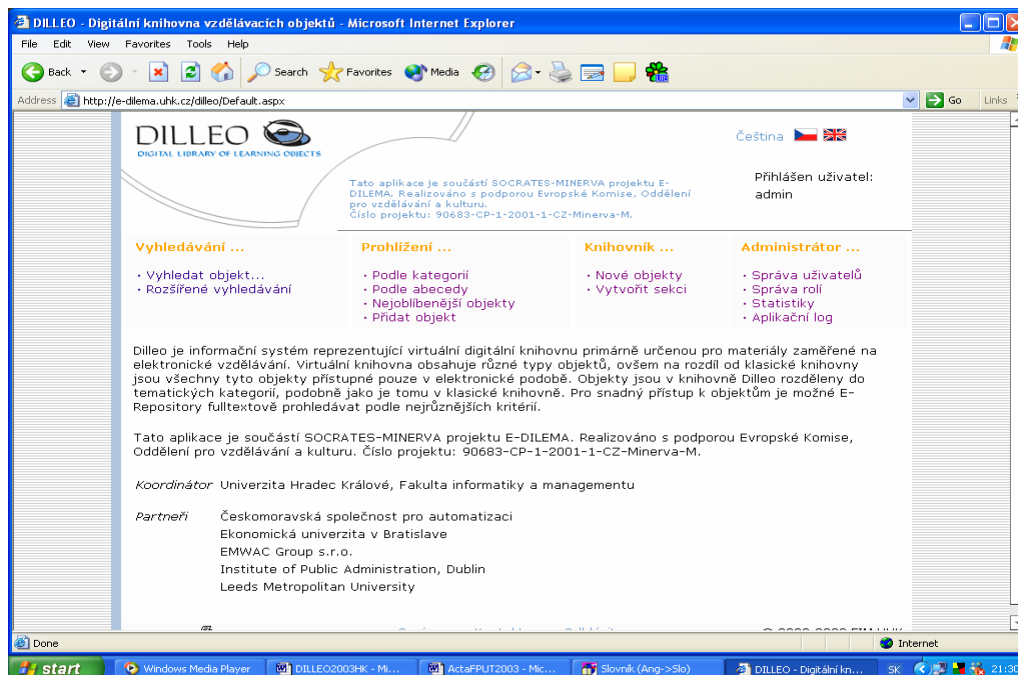 DILLEO - Digitální knihovna vzdělávacích objektů - Microsoft Internet Explorer
File Edit View Favorites Tools Help
Back Search Favorites Media
Address http://e-dilema.uhk.cz/dilleo/Default.aspx Go Links
DILLEO
DIGITAL LIBRARY OF LEARNING OBJECTS
Čeština
Tato aplikace je součástí SOCRATES-MINERVA projektu E-
DILEMA. Realizováno s podporou Evropské Komise, Oddělení
pro vzdělávání a kulturu.
Číslo projektu: 90683-CP-1-2001-1-CZ-Minerva-M.
Přihlášen uživatel:
admin
Vyhledávání ...
· Vyhledat objekt...
· Rozšířené vyhledávání
Prohlížení ...
· Podle kategorií
· Podle abecedy
· Nejoblíbenější objekty
· Přidat objekt
Knihovník ...
· Nové objekty
· Vytvořit sekci
Administrátor ...
· Správa uživatelů
· Správa rolí
· Statistiky
· Aplikační log
Dilleo je informační systém reprezentující virtuální digitální knihovnu primárně určenou pro materiály zaměřené na
elektronické vzdělávání. Virtuální knihovna obsahuje různé typy objektů, ovšem na rozdíl od klasické knihovny
jsou všechny tyto objekty přístupné pouze v elektronické podobě. Objekty jsou v knihovně Dilleo rozděleny do
tematických kategorií, podobně jako je tomu v klasické knihovně. Pro snadný přístup k objektům je možné E-
Repository fulltextově prohledávat podle nejrůznějších kritérií.
Tato aplikace je součástí SOCRATES-MINERVA projektu E-DILEMA. Realizováno s podporou Evropské Komise,
Oddělení pro vzdělávání a kulturu. Číslo projektu: 90683-CP-1-2001-1-CZ-Minerva-M.
Koordinátor Univerzita Hradec Králové, Fakulta informatiky a managementu
Partneři Českomoravská společnost pro automatizaci
Ekonomická univerzita v Bratislave
EMWAC Group s.r.o.
Institute of Public Administration, Dublin
Leeds Metropolitan University
Done Internet
start Windows Media Player DILLEO2003HK - Mi... ActaFPUT2003 - Mic... Slovník (Ang->Slo) DILLEO - Digitální kn... SK 21:30